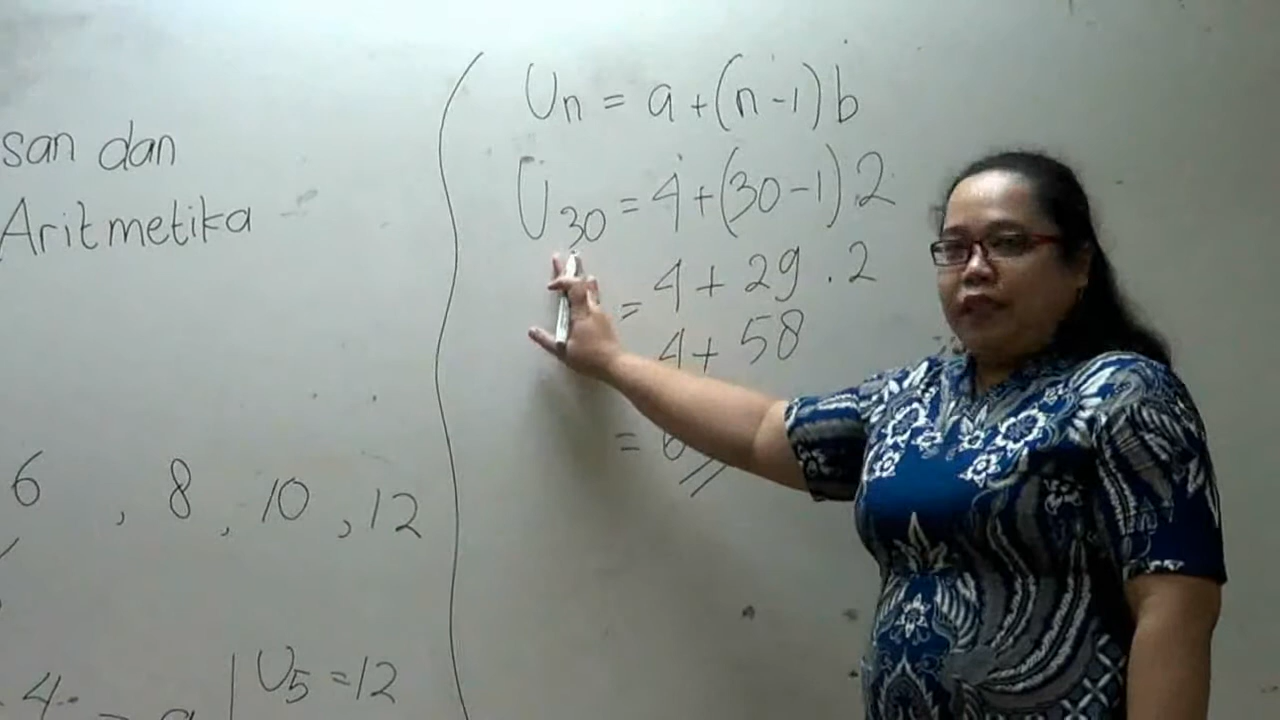 san dan
Aritmetika
6 , 8 , 10 , 12
4 = a | U5 = 12
Un = a + (n - 1) b
U30 = 4 + (30 - 1) . 2
= 4 + 29 . 2
4 + 58
= 6